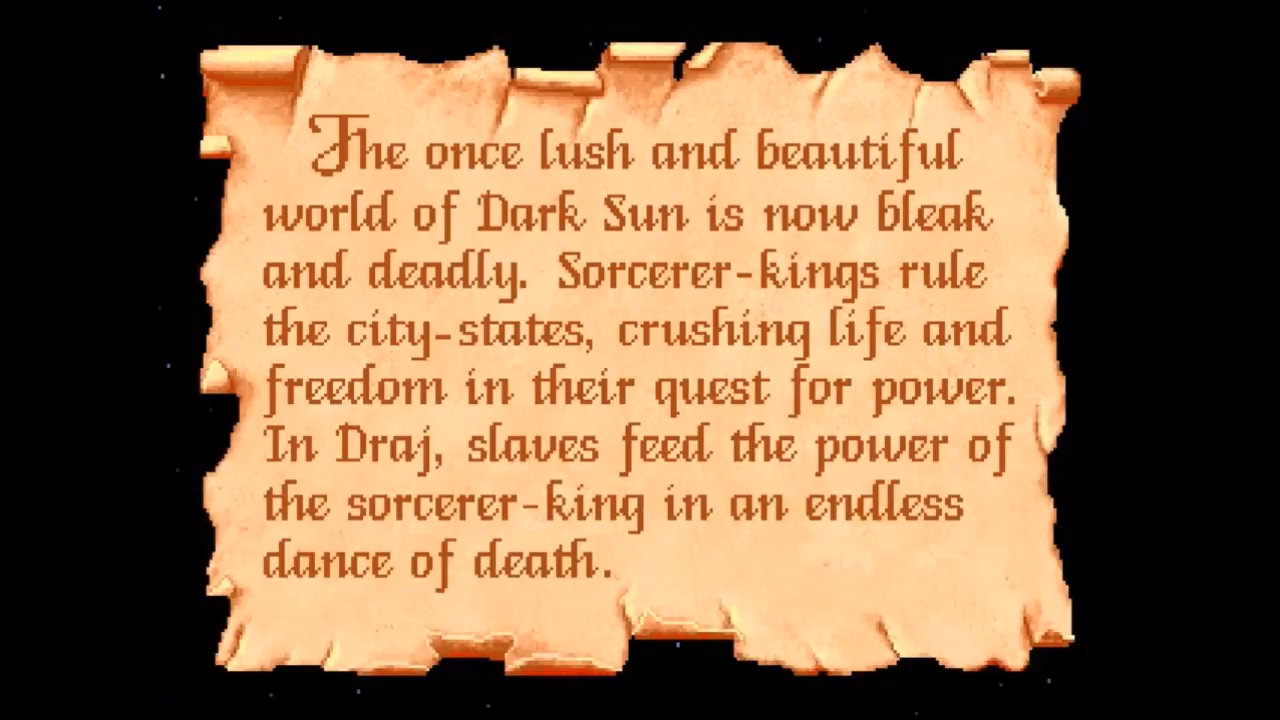 The once lush and beautiful
world of Dark Sun is now bleak
and deadly. Sorcerer-kings rule
the city-states, crushing life and
freedom in their quest for power.
In Draj, slaves feed the power of
the sorcerer-king in an endless
dance of death.